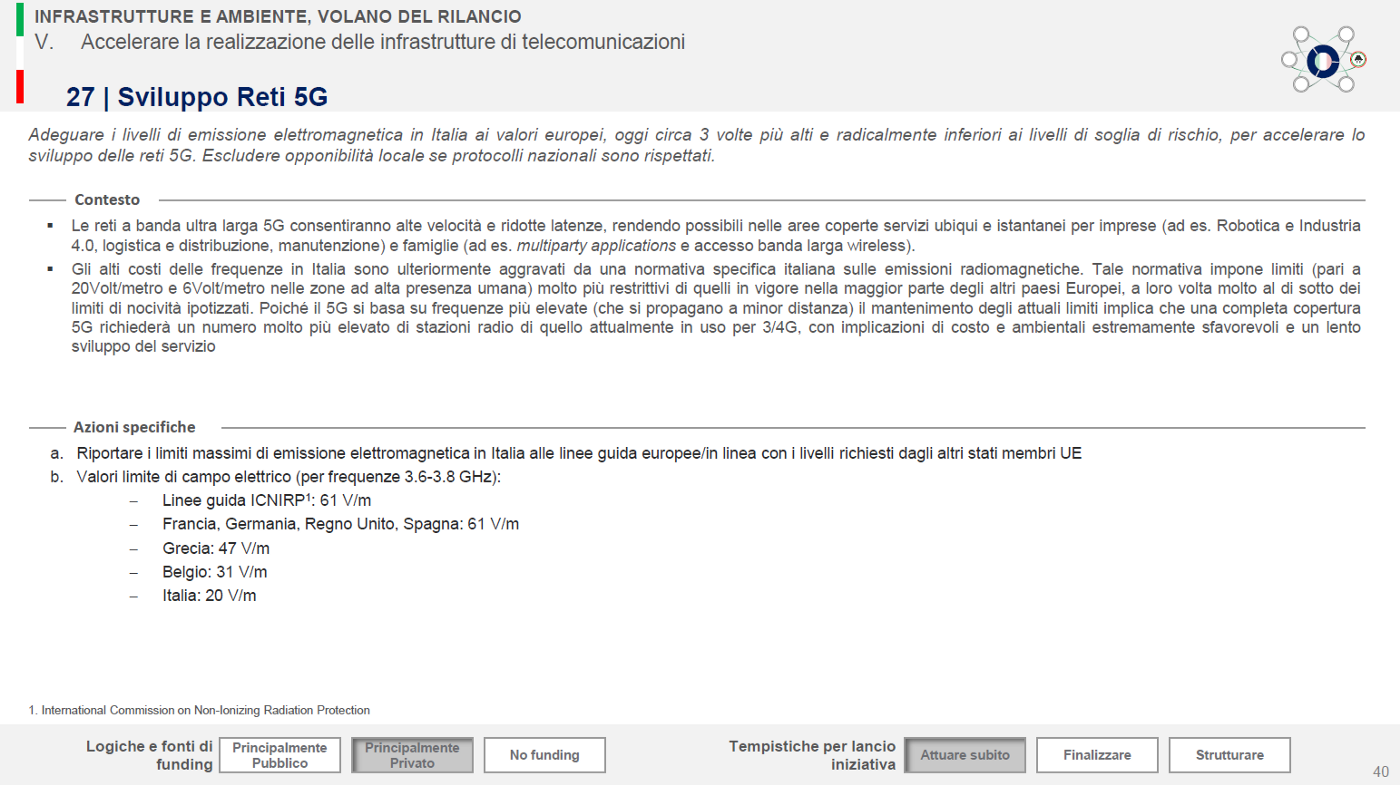 INFRASTRUTTURE E AMBIENTE, VOLANO DEL RILANCIO
V. Accelerare la realizzazione delle infrastrutture di telecomunicazioni
27 | Sviluppo Reti 5G
Adeguare i livelli di emissione elettromagnetica in Italia ai valori europei, oggi circa 3 volte più alti e radicalmente inferiori ai livelli di soglia di rischio, per accelerare lo
sviluppo delle reti 5G. Escludere opponibilità locale se protocolli nazionali sono rispettati.
Contesto
▪ Le reti a banda ultra larga 5G consentiranno alte velocità e ridotte latenze, rendendo possibili nelle aree coperte servizi ubiqui e istantanei per imprese (ad es. Robotica e Industria
4.0, logistica e distribuzione, manutenzione) e famiglie (ad es. multiparty applications e accesso banda larga wireless).
▪ Gli alti costi delle frequenze in Italia sono ulteriormente aggravati da una normativa specifica italiana sulle emissioni radiomagnetiche. Tale normativa impone limiti (pari a
20Volt/metro e 6Volt/metro nelle zone ad alta presenza umana) molto più restrittivi di quelli in vigore nella maggior parte degli altri paesi Europei, a loro volta molto al di sotto dei
limiti di nocività ipotizzati. Poiché il 5G si basa su frequenze più elevate (che si propagano a minor distanza) il mantenimento degli attuali limiti implica che una completa copertura
5G richiederà un numero molto più elevato di stazioni radio di quello attualmente in uso per 3/4G, con implicazioni di costo e ambientali estremamente sfavorevoli e un lento
sviluppo del servizio
Azioni specifiche
a. Riportare i limiti massimi di emissione elettromagnetica in Italia alle linee guida europee/in linea con i livelli richiesti dagli altri stati membri UE
b. Valori limite di campo elettrico (per frequenze 3.6-3.8 GHz):
– Linee guida ICNIRP¹: 61 V/m
– Francia, Germania, Regno Unito, Spagna: 61 V/m
– Grecia: 47 V/m
– Belgio: 31 V/m
– Italia: 20 V/m
1. International Commission on Non-Ionizing Radiation Protection
Logiche e fonti di
funding
Principalmente
Pubblico
Principalmente
Privato
No funding
Tempistiche per lancio
iniziativa
Attuare subito
Finalizzare
Strutturare
40